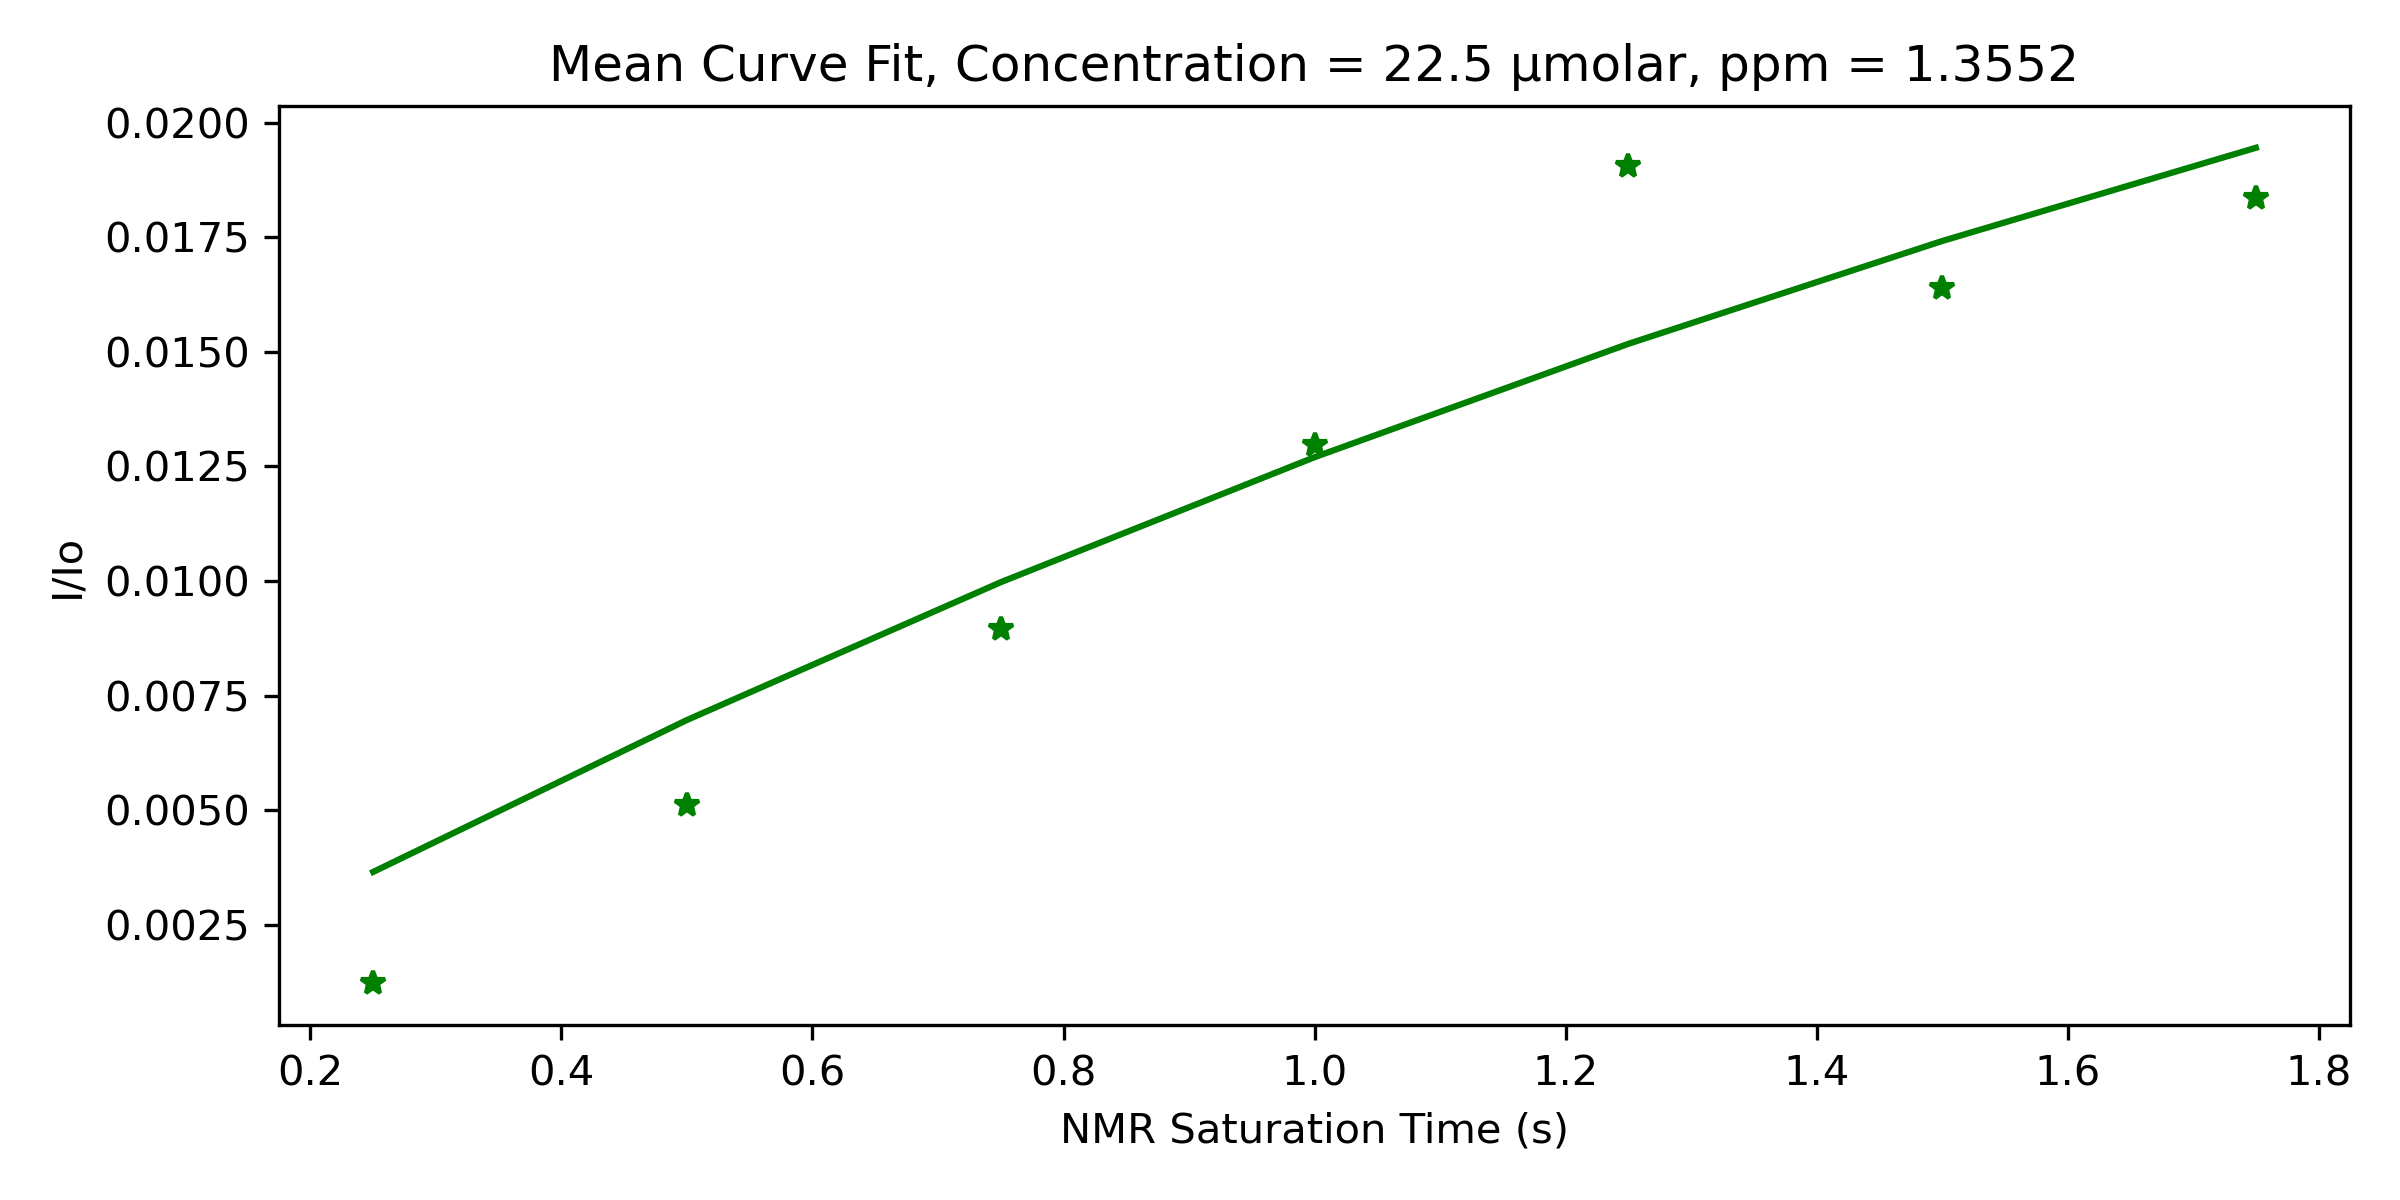 Mean Curve Fit, Concentration = 22.5 μmolar, ppm = 1.3552
0.0200
0.0175
0.0150
0.0125
0.0100
0.0075
0.0050
0.0025
I/Io
0.2 0.4 0.6 0.8 1.0 1.2 1.4 1.6 1.8
NMR Saturation Time (s)